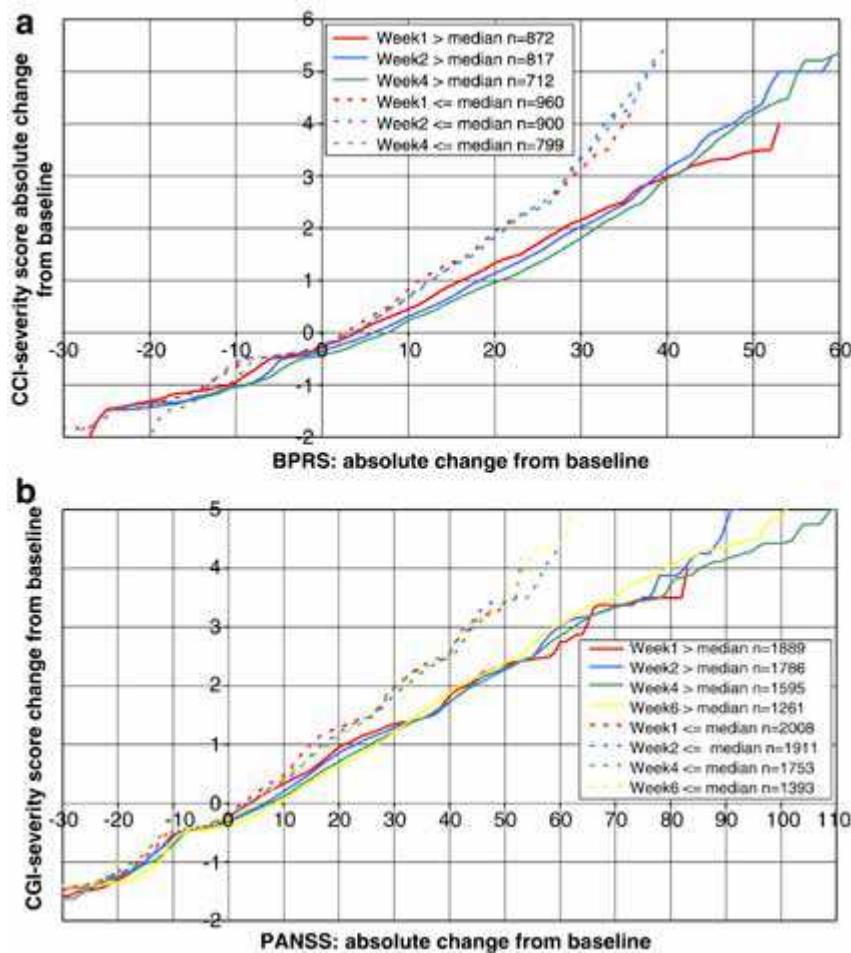 a
6
5
4
3
2
1
0
-1
-2
-30 -20 -10 0 10 20 30 40 50 60
CCI-severity score absolute change
from baseline
Week1 > median n=872
Week2 > median n=817
Week4 > median n=712
Week1 <= median n=960
Week2 <= median n=900
Week4 <= median n=799
BPRS: absolute change from baseline
b
5
4
3
2
1
0
-1
-2
-30 -20 -10 0 10 20 30 40 50 60 70 80 90 100 110
CGI-severity score change from baseline
Week1 > median n=1889
Week2 > median n=1786
Week4 > median n=1595
Week6 > median n=1261
Week1 <= median n=2008
Week2 <= median n=1911
Week4 <= median n=1753
Week6 <= median n=1393
PANSS: absolute change from baseline